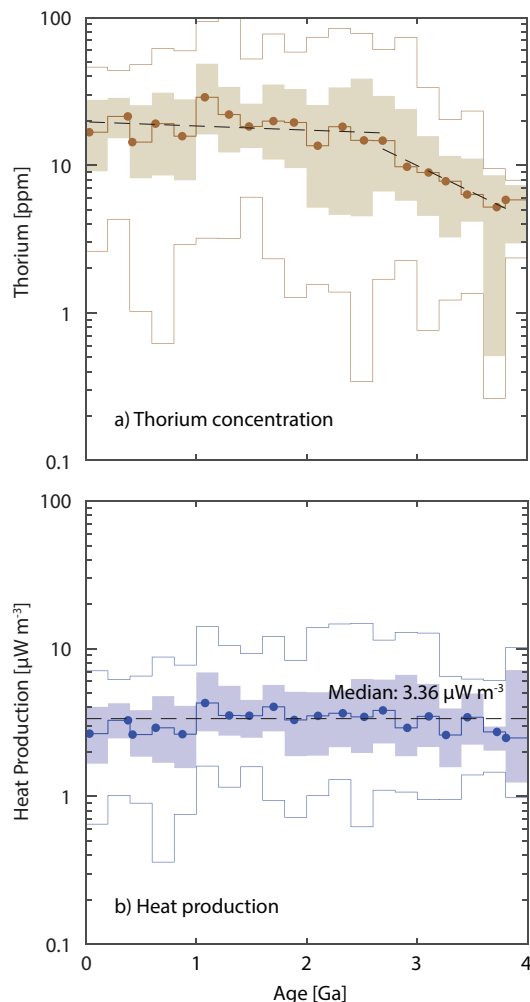 100
10
1
0.1
Thorium [ppm]
a) Thorium concentration
100
10
1
0.1
Heat Production [µW m⁻³]
Median: 3.36 µW m⁻³
b) Heat production
0 1 2 3 4
Age [Ga]